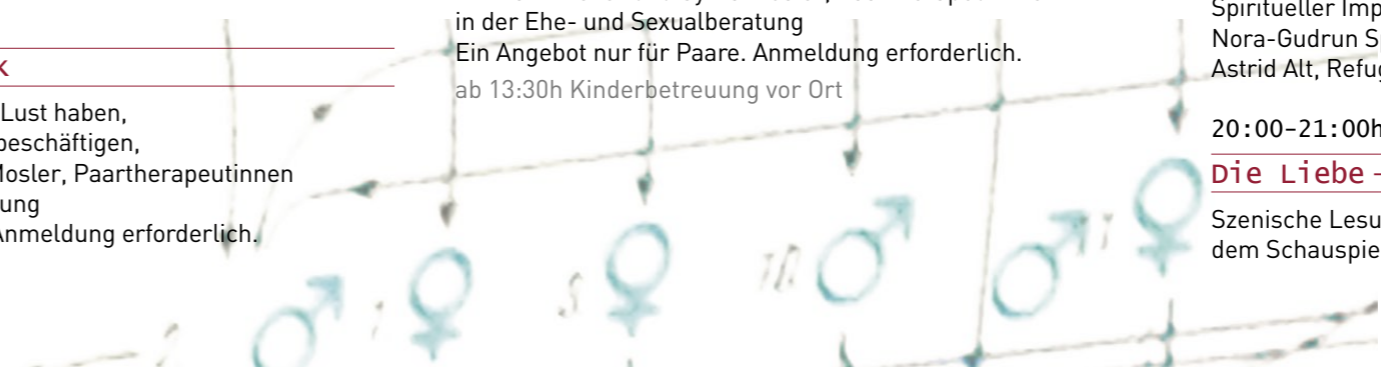 in der Ehe- und Sexualberatung
Ein Angebot nur für Paare. Anmeldung erforderlich.
ab 13:30h Kinderbetreuung vor Ort
Lust haben,
beschäftigen,
Mosler, Paartherapeutinnen
ung
Anmeldung erforderlich.
Spiritueller Imp
Nora-Gudrun S
Astrid Alt, Refug
20:00–21:00h
Die Liebe –
Szenische Lesu
dem Schauspie